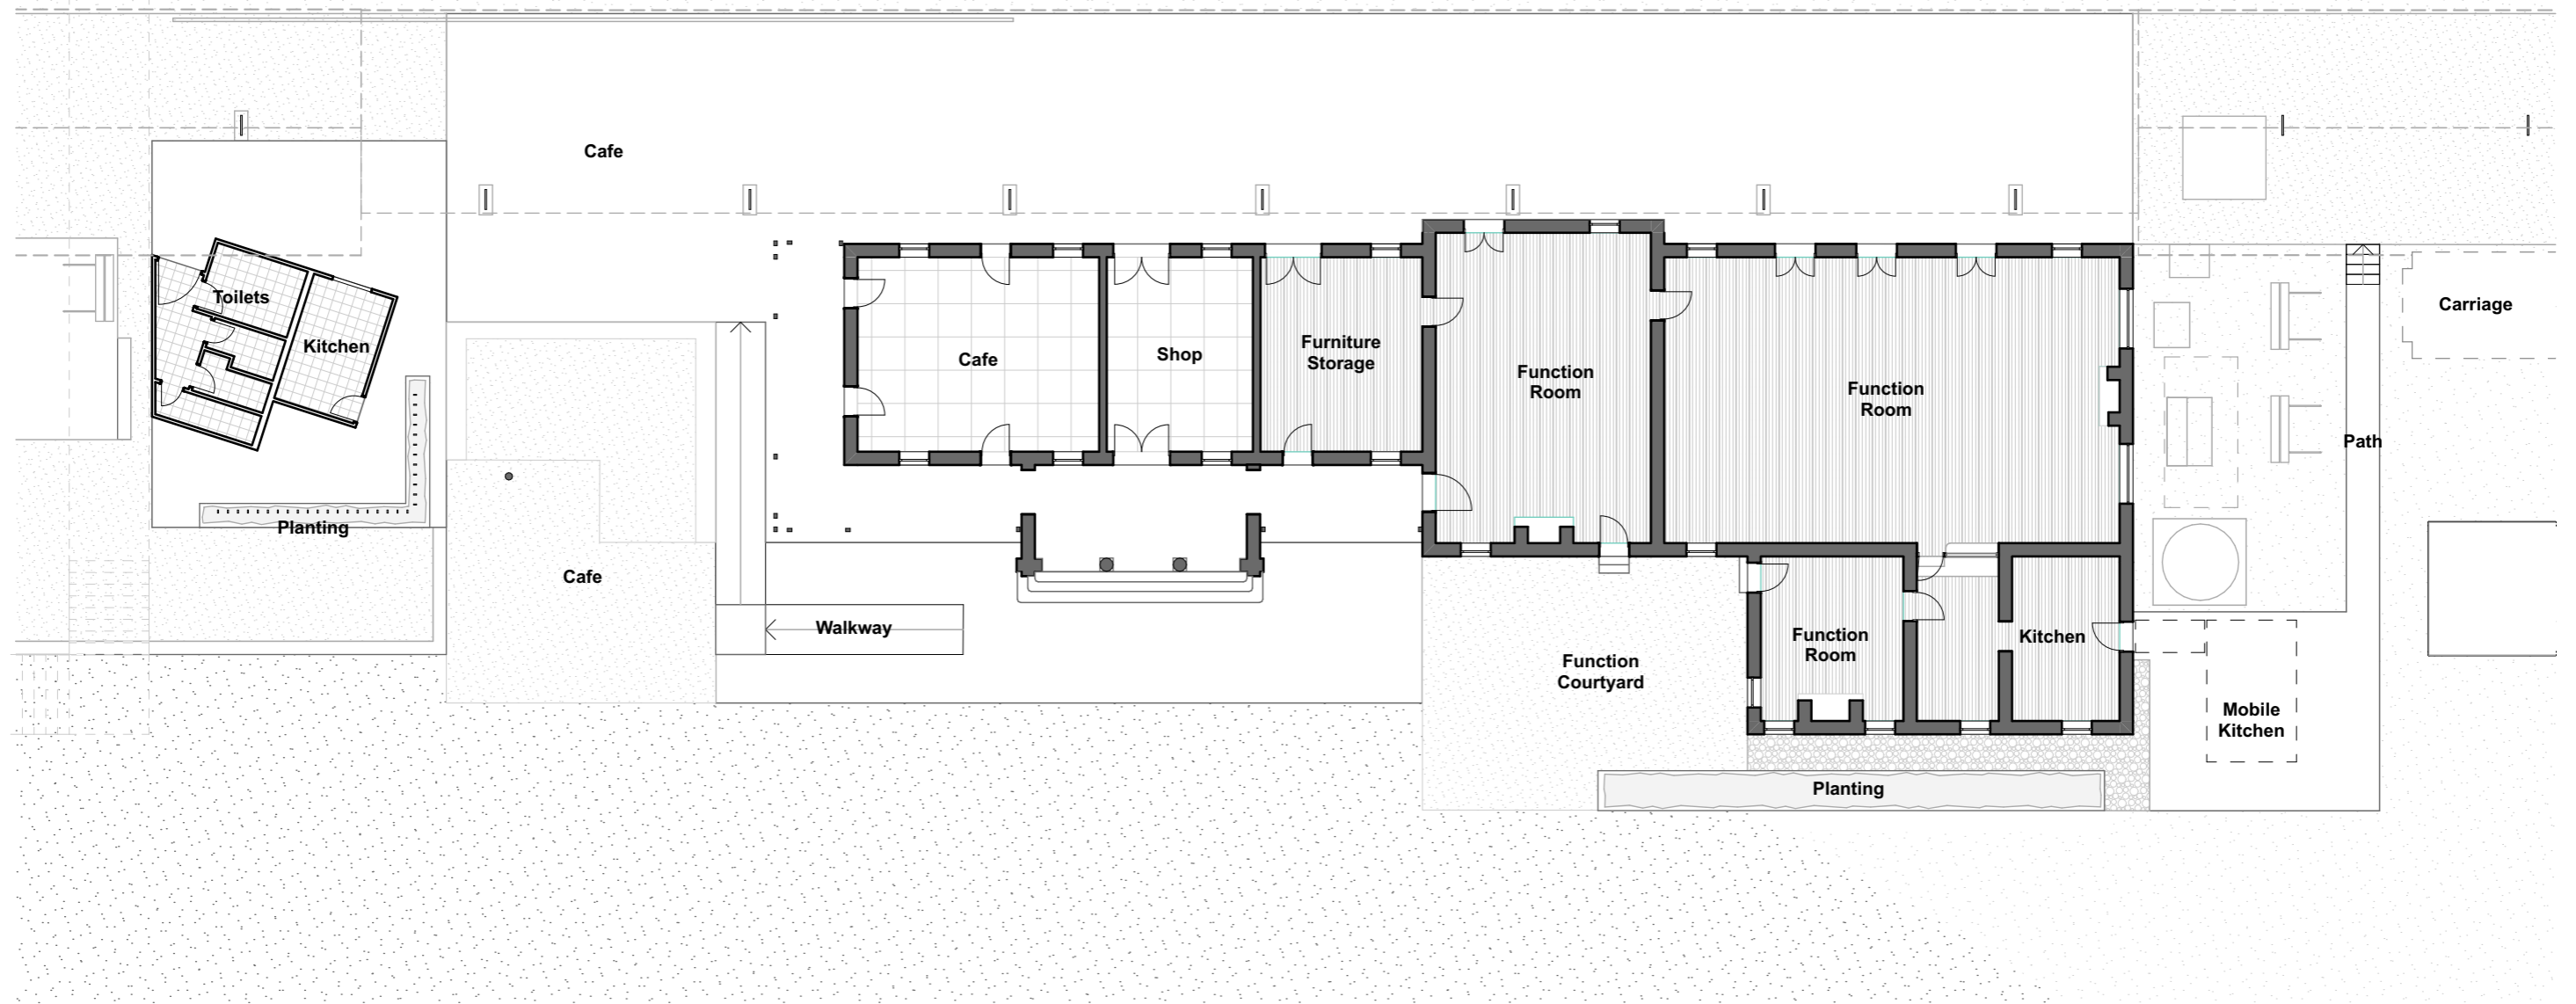 Cafe
Toilets
Kitchen
Planting
Cafe
Walkway
Cafe
Shop
Furniture
Storage
Function
Room
Function
Room
Function
Courtyard
Function
Room
Kitchen
Planting
Mobile
Kitchen
Path
Carriage